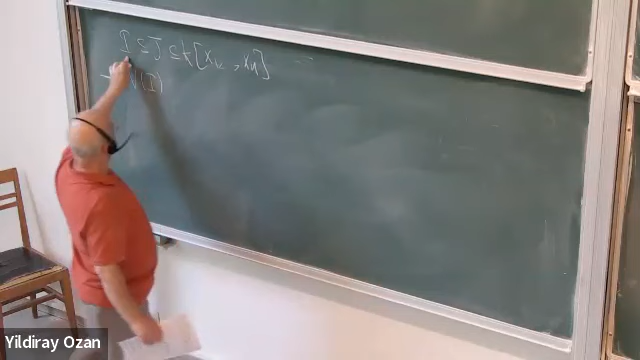 I ⊆ J ⊆ k[x₁, , xₙ]
V(I)
Yildiray Ozan